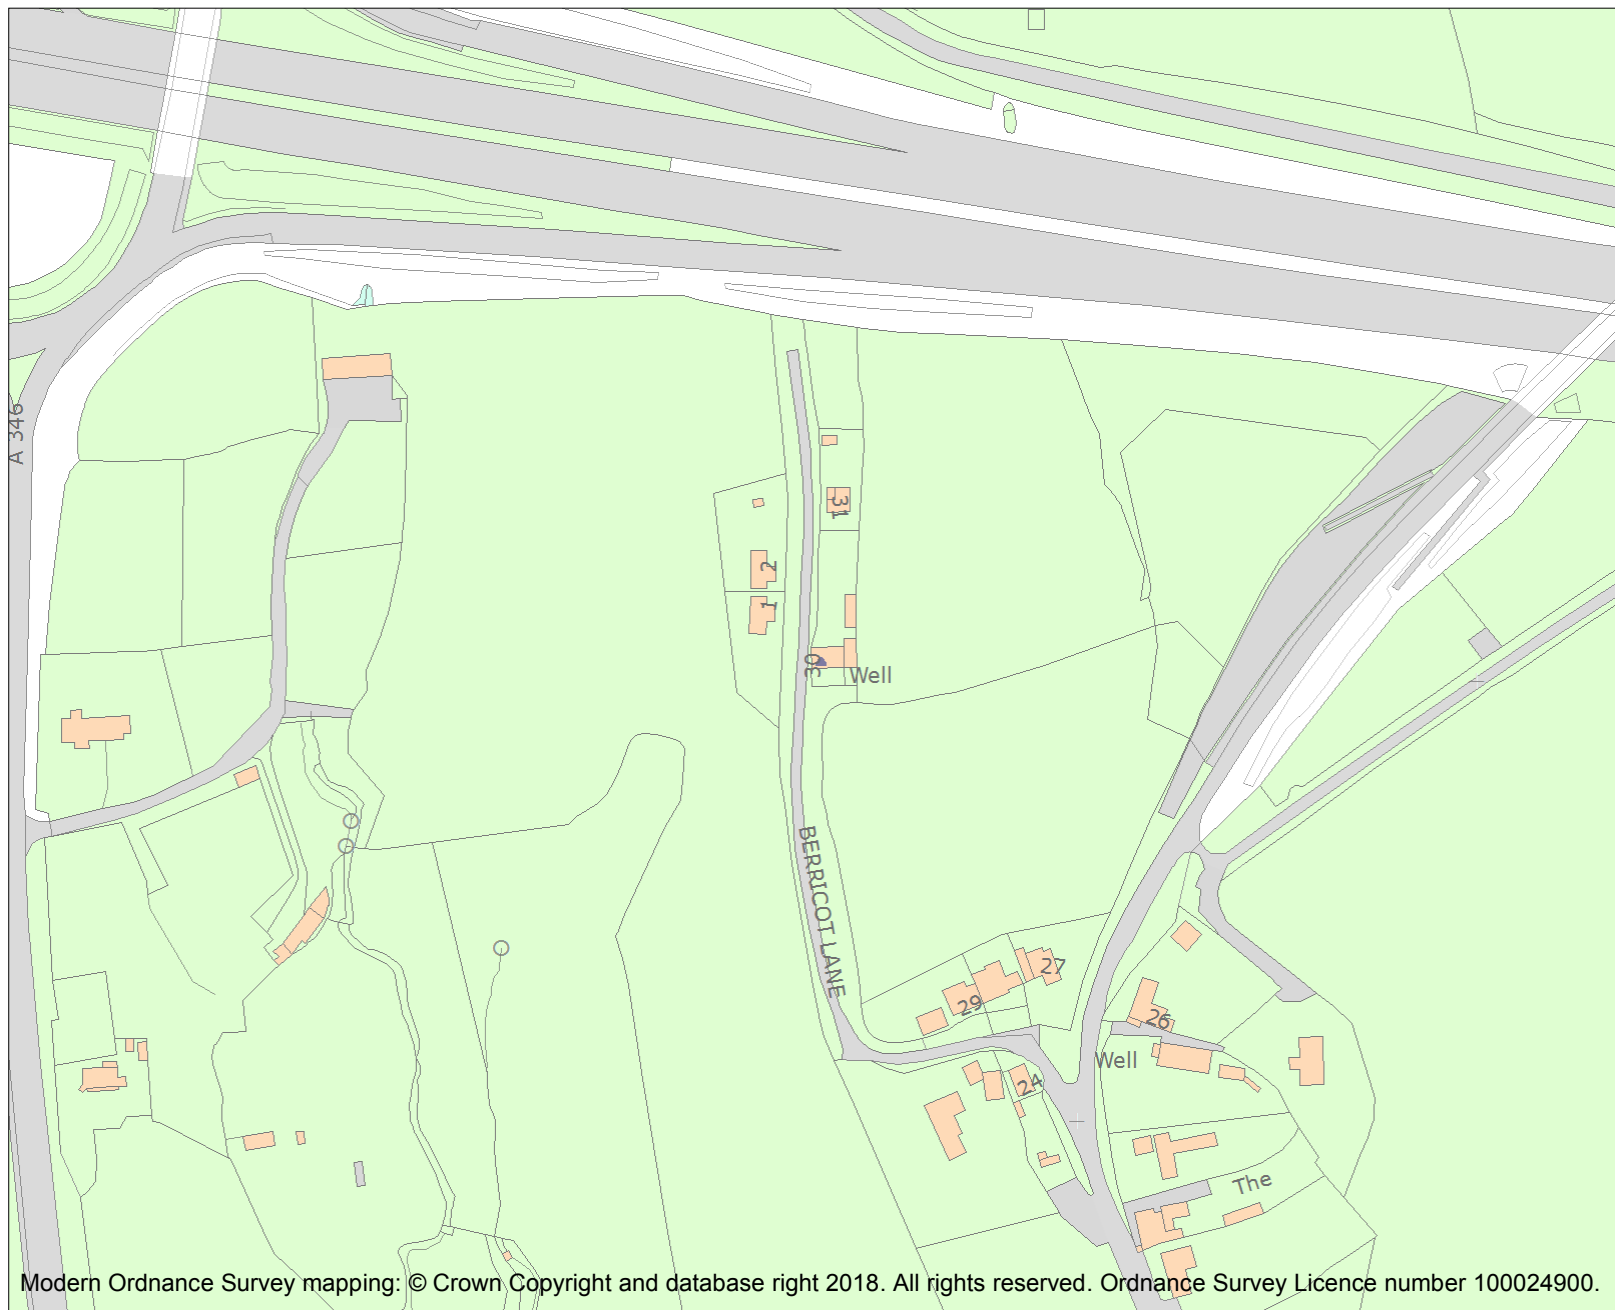 A 346
31
2
1
30
Well
BERRICOT LANE
27
29
26
Well
24
The
Modern Ordnance Survey mapping: © Crown Copyright and database right 2018. All rights reserved. Ordnance Survey Licence number 100024900.